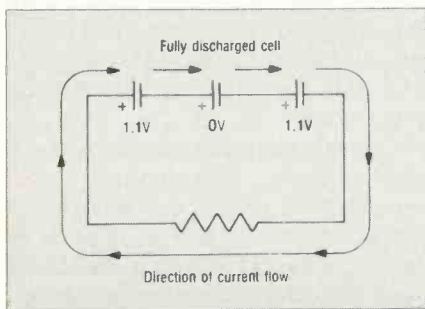 Fully discharged cell
+ + +
1.1V 0V 1.1V
Direction of current flow